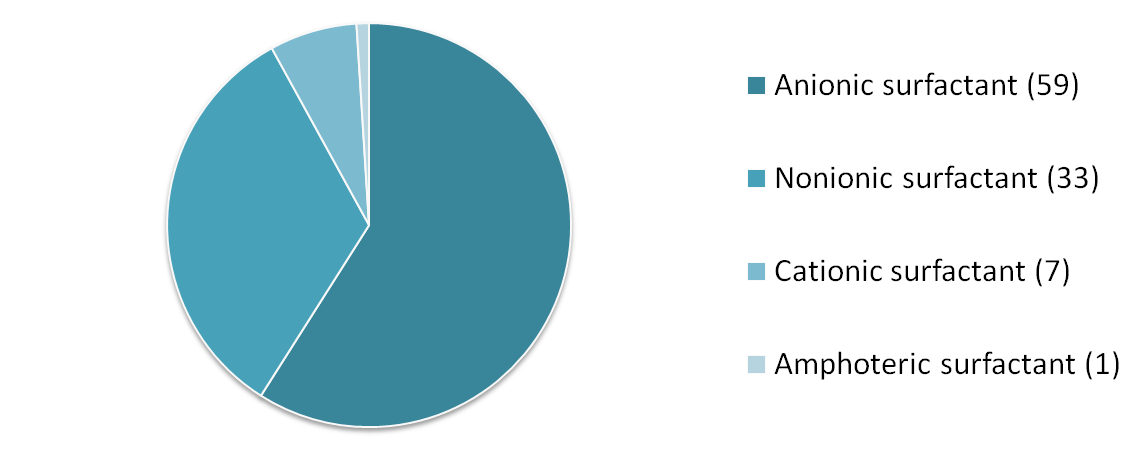 Anionic surfactant (59)
Nonionic surfactant (33)
Cationic surfactant (7)
Amphoteric surfactant (1)